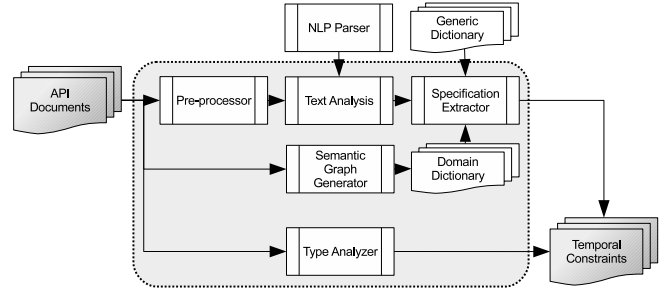 NLP Parser
Generic
Dictionary
API
Documents
Pre-processor
Text Analysis
Specification
Extractor
Semantic
Graph
Generator
Domain
Dictionary
Type Analyzer
Temporal
Constraints